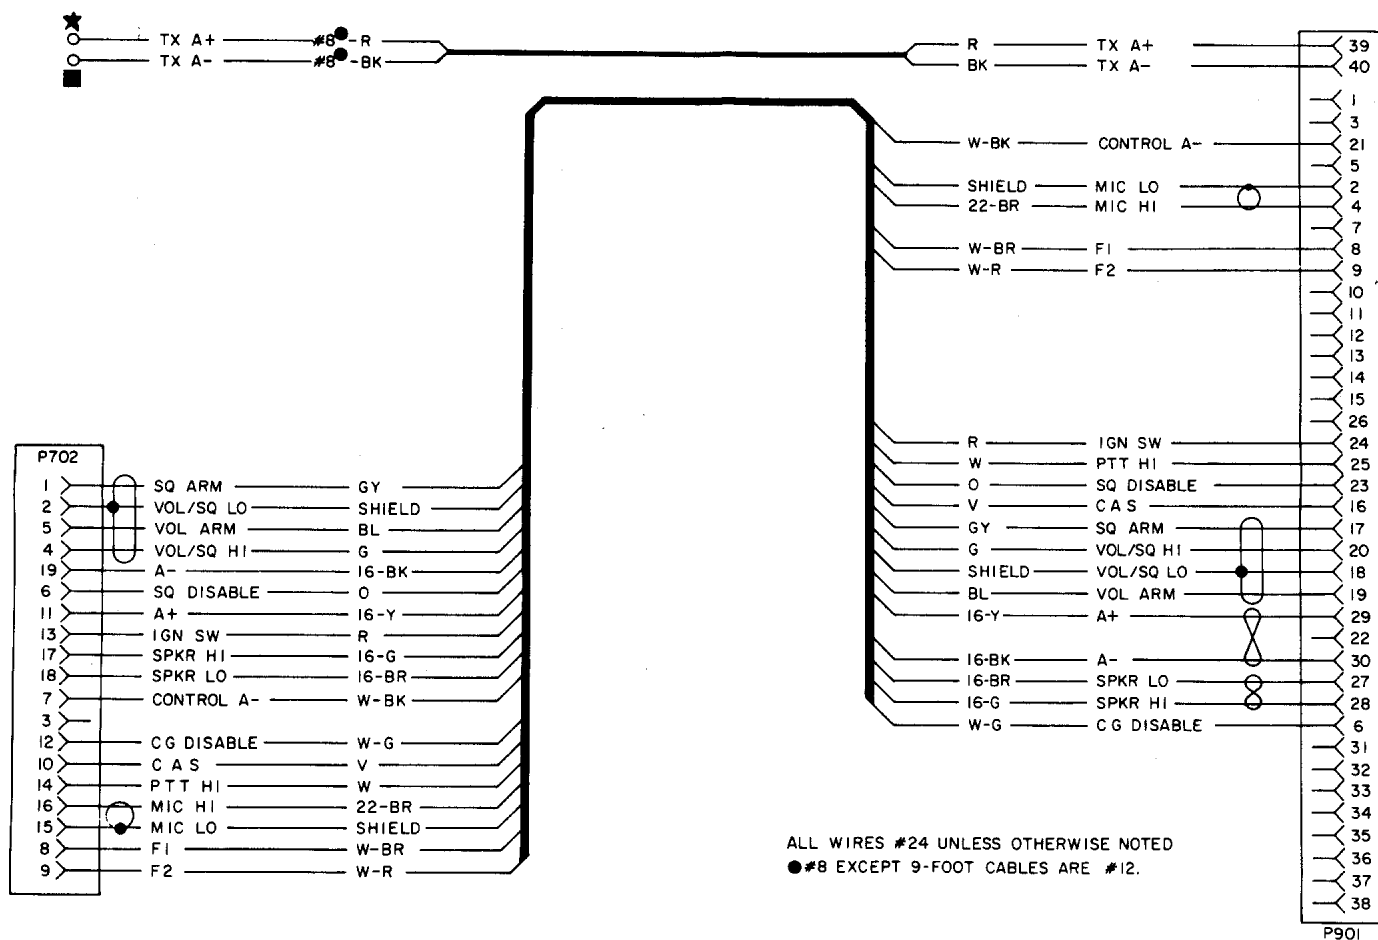 TX A+ #8 -R R TX A+ 39
TX A- #8 -BK BK TX A- 40
1
3
W-BK CONTROL A- 21
5
SHIELD MIC LO 2
22-BR MIC HI 4
7
W-BR F1 8
W-R F2 9
10
11
12
13
14
15
26
R IGN SW 24
W PTT HI 25
O SQ DISABLE 23
V CAS 16
GY SQ ARM 17
G VOL/SQ HI 20
SHIELD VOL/SQ LO 18
BL VOL ARM 19
16-Y A+ 29
22
16-BK A- 30
16-BR SPKR LO 27
16-G SPKR HI 28
W-G CG DISABLE 6
31
32
33
34
35
36
37
38
P901
P702
1 SQ ARM GY
2 VOL/SQ LO SHIELD
5 VOL ARM BL
4 VOL/SQ HI G
19 A- 16-BK
6 SQ DISABLE O
11 A+ 16-Y
13 IGN SW R
17 SPKR HI 16-G
18 SPKR LO 16-BR
7 CONTROL A- W-BK
3
12 CG DISABLE W-G
10 CAS V
14 PTT HI W
16 MIC HI 22-BR
15 MIC LO SHIELD
8 F1 W-BR
9 F2 W-R
ALL WIRES #24 UNLESS OTHERWISE NOTED
●#8 EXCEPT 9-FOOT CABLES ARE #12.